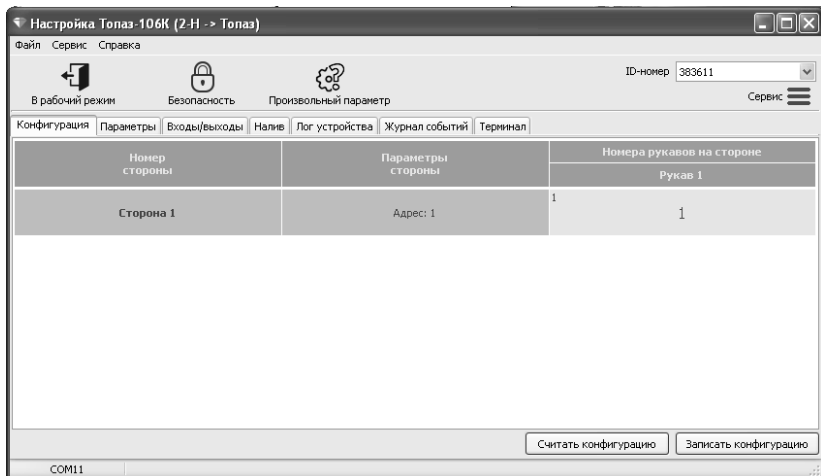 Настройка Топаз-106К (2-Н -> Топаз)
Файл Сервис Справка
В рабочий режим Безопасность Произвольный параметр
ID-номер 383611
Сервис
Конфигурация Параметры Входы/выходы Налив Лог устройства Журнал событий Терминал
Номер стороны
Параметры стороны
Номера рукавов на стороне
Рукав 1
Сторона 1 Адрес: 1 1 1
Считать конфигурацию Записать конфигурацию
COM11